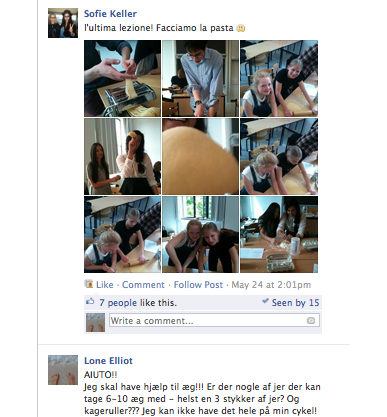 Sofie Keller
l'ultima lezione! Facciamo la pasta
Like · Comment · Follow Post · May 24 at 2:01pm
7 people like this.
Seen by 15
Write a comment...
Lone Elliot
AIUTO!!
Jeg skal have hjælp til æg!!! Er der nogle af jer der kan
tage 6-10 æg med - helst en 3 stykker af jer? Og
kageruller??? Jeg kan ikke have det hele på min cykel!